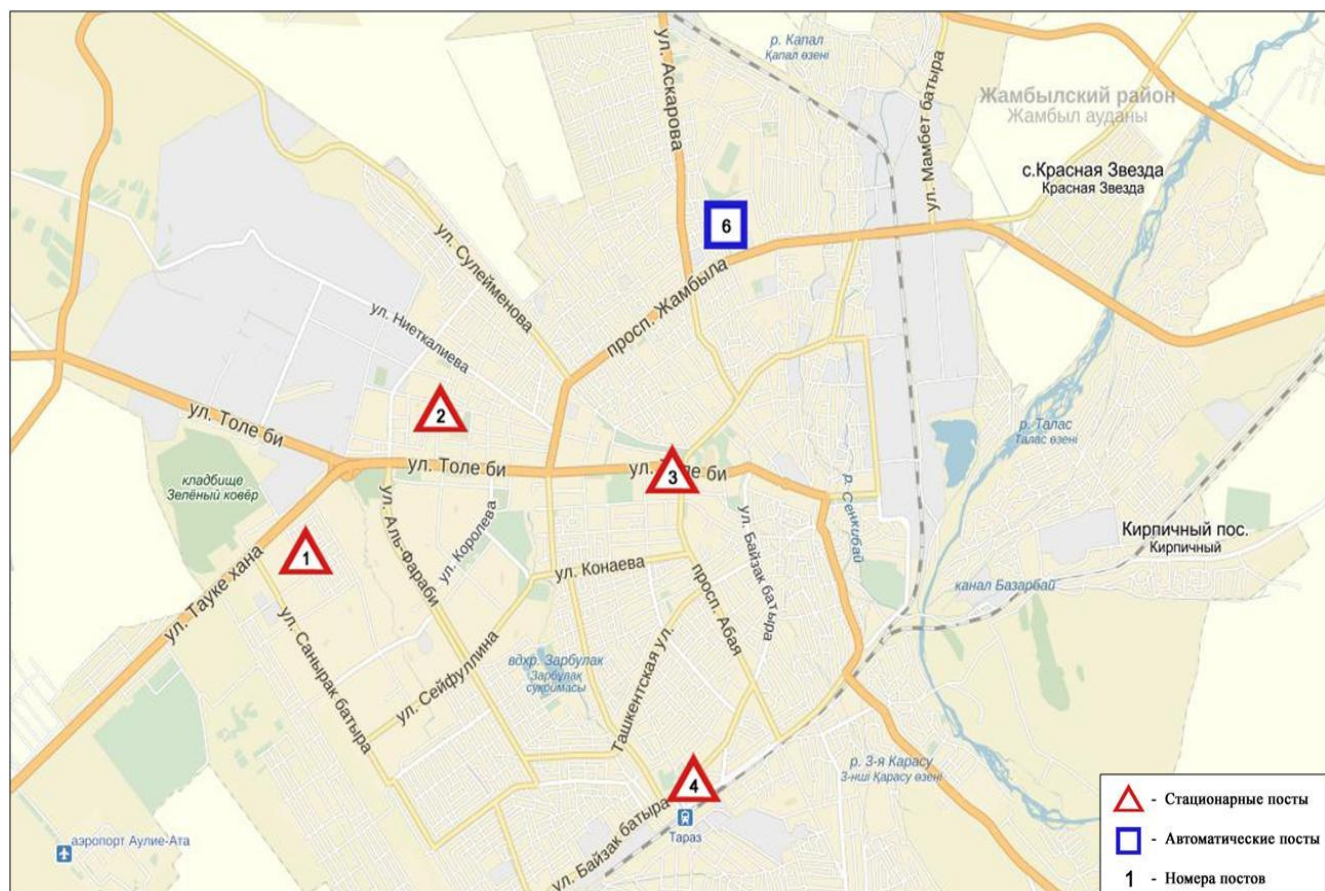 р. Капал
Қапал өзені
ул. Аскарова
ул. Мамбет батыра
Жамбылский район
Жамбыл ауданы
с.Красная Звезда
Красная Звезда
6
ул. Сулейменова
просп. Жамбыла
ул. Ниеткалиева
2
ул. Толе би
ул. Толе би
ул. Толе би
3
р. Талас
Талас өзені
кладбище
Зелёный ковёр
ул. Аль-Фараби
ул. Королева
ул. Байзак батыра
р. Сенкибай
1
ул. Конаева
Кирпичный пос.
Кирпичный
канал Базарбай
ул. Тауке хана
ул. Санырак батыра
ул. Сейфуллина
вдхр. Зарбулак
Зарбұлақ
суқоймасы
Ташкентская ул.
просп. Абая
4
р. 3-я Карасу
3-нші Қарасу өзені
ул. Байзак батыра
Тараз
аэропорт Аулие-Ата
- Стационарные посты
- Автоматические посты
1 - Номера постов